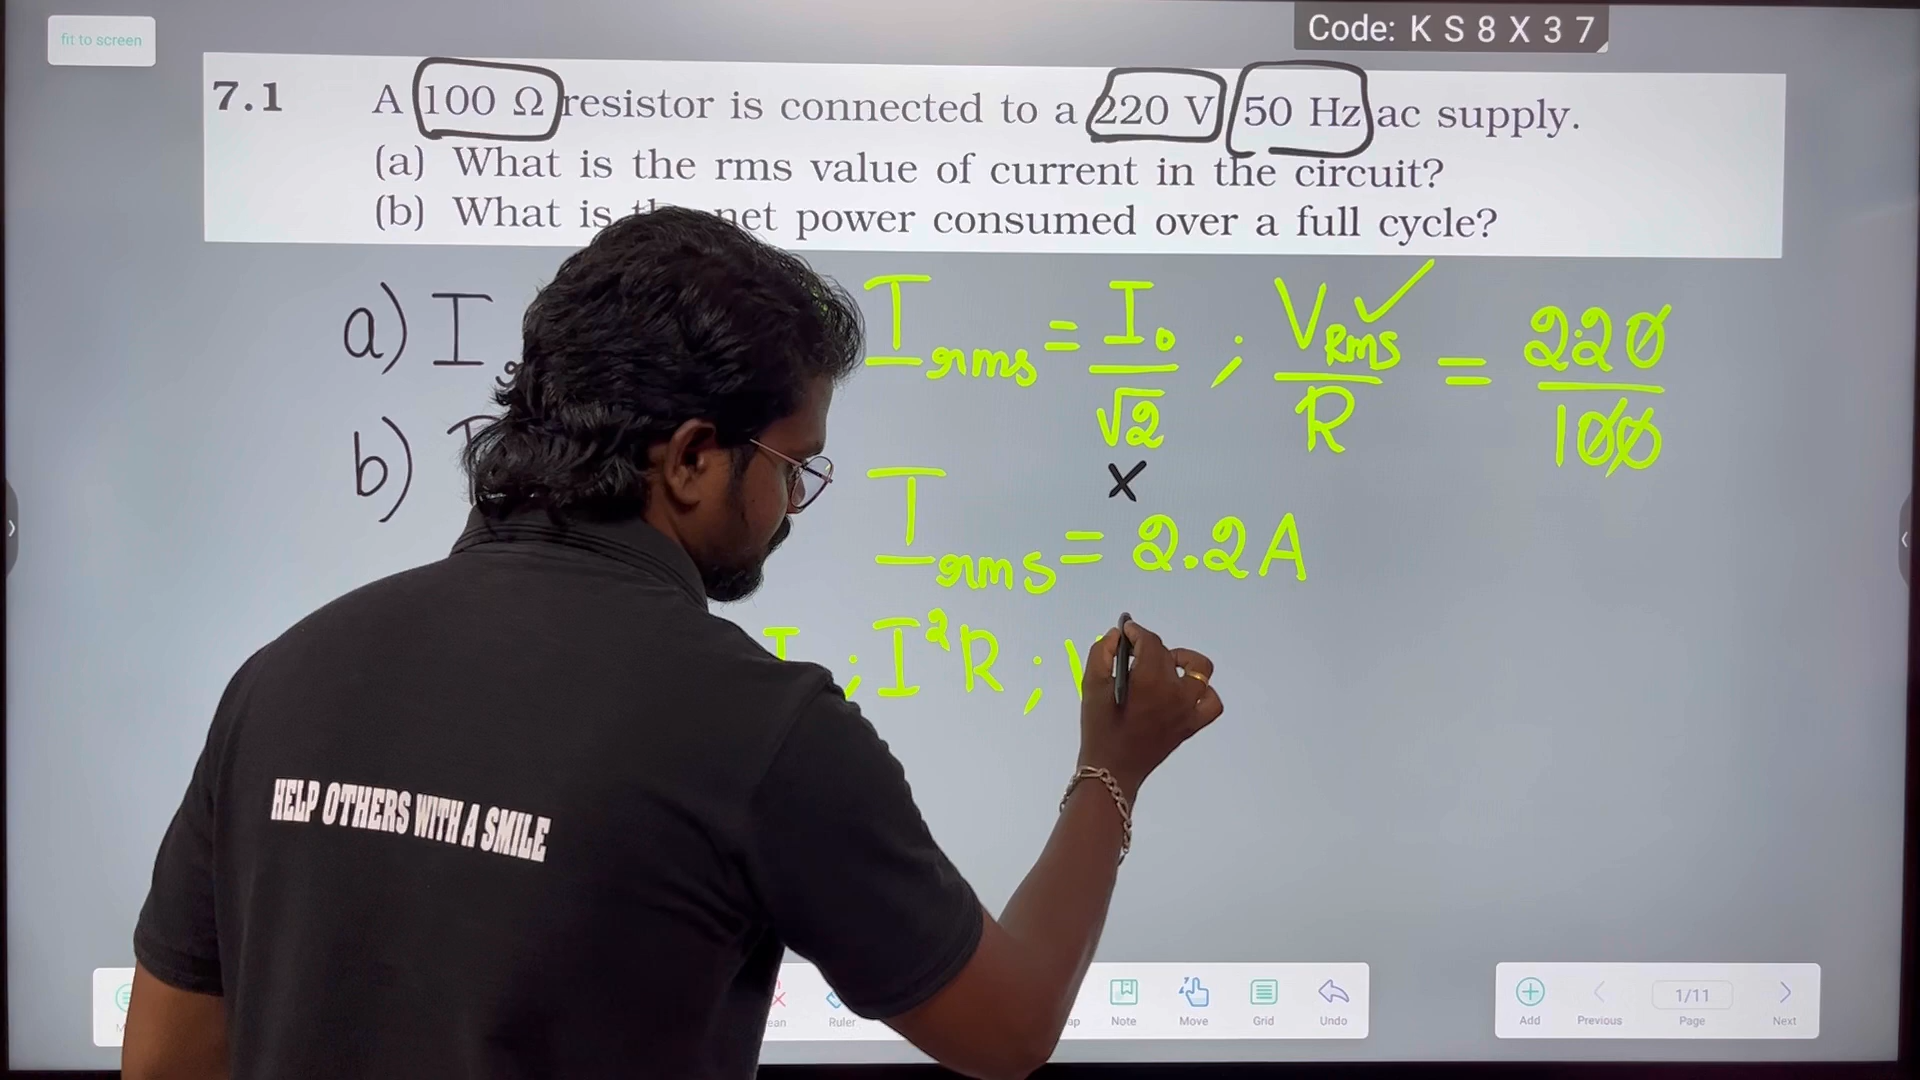 fit to screen
Code: K S 8 X 3 7
7.1 A 100 Ω resistor is connected to a 220 V, 50 Hz ac supply.
(a) What is the rms value of current in the circuit?
(b) What is net power consumed over a full cycle?
a) I
I rms = I₀/√2 ; V Rms/R = 220/100
b)
×
I rms = 2.2A
I ; I²R ; V
HELP OTHERS WITH A SMILE
Ruler Note Move Grid Undo
Add Previous 1/11 Page Next